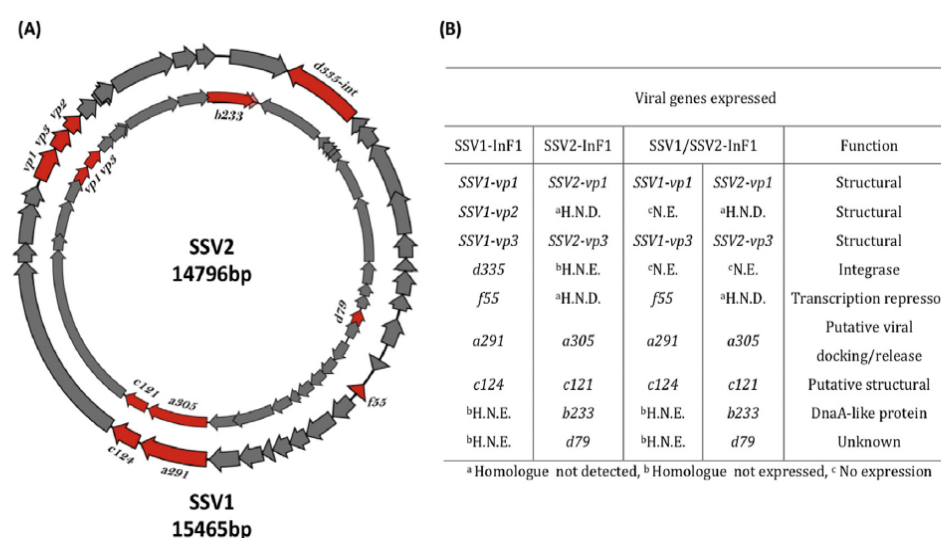 (A)
d335-int
vp1 vp3 vp2
b233
vp1 vp3
SSV2
14796bp
d79
c121
a305
f55
c124
a291
SSV1
15465bp
(B)
Viral genes expressed
SSV1-InF1 SSV2-InF1 SSV1/SSV2-InF1 Function
SSV1-vp1 SSV2-vp1 SSV1-vp1 SSV2-vp1 Structural
SSV1-vp2 aH.N.D. cN.E. aH.N.D. Structural
SSV1-vp3 SSV2-vp3 SSV1-vp3 SSV2-vp3 Structural
d335 bH.N.E. cN.E. cN.E. Integrase
f55 aH.N.D. f55 aH.N.D. Transcription represso
a291 a305 a291 a305 Putative viral
docking/release
c124 c121 c124 c121 Putative structural
bH.N.E. b233 bH.N.E. b233 DnaA-like protein
bH.N.E. d79 bH.N.E. d79 Unknown
a Homologue not detected, b Homologue not expressed, c No expression